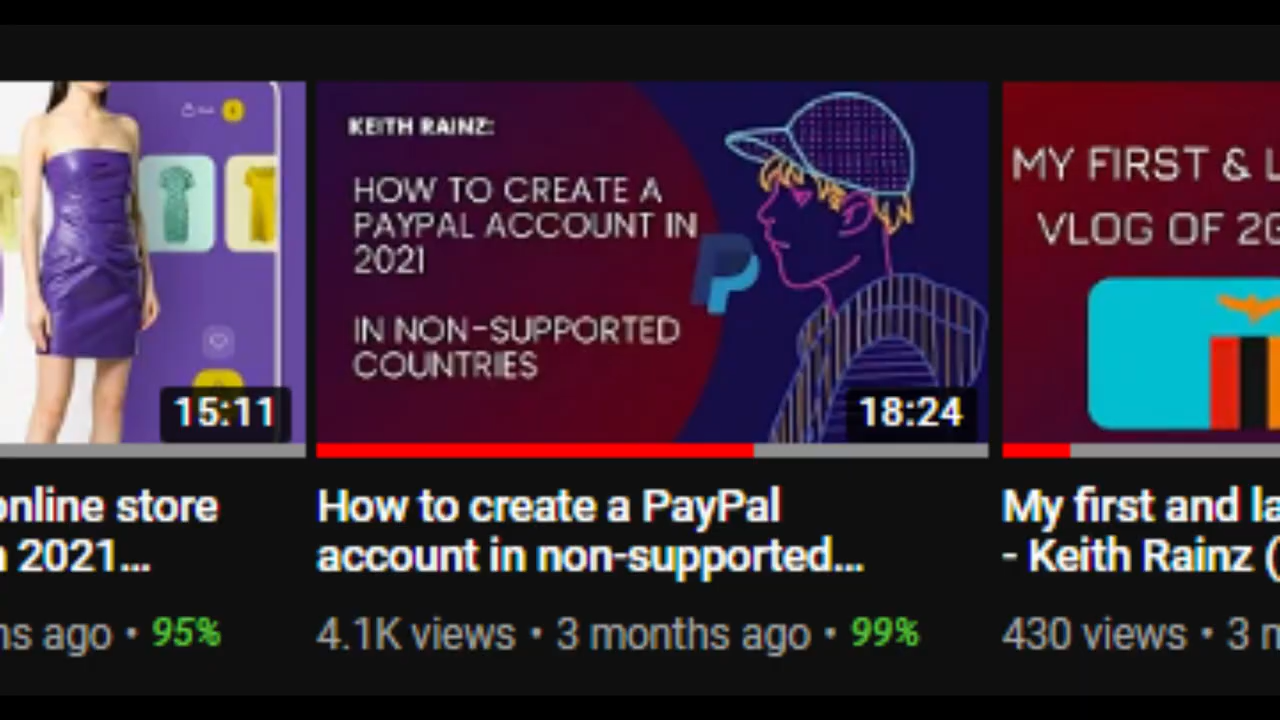 15:11
online store
2021...
ago • 95%
KEITH RAINZ:
HOW TO CREATE A
PAYPAL ACCOUNT IN
2021
IN NON-SUPPORTED
COUNTRIES
18:24
How to create a PayPal
account in non-supported...
4.1K views • 3 months ago • 99%
MY FIRST & L
VLOG OF 20
My first and la
- Keith Rainz (
430 views • 3 m